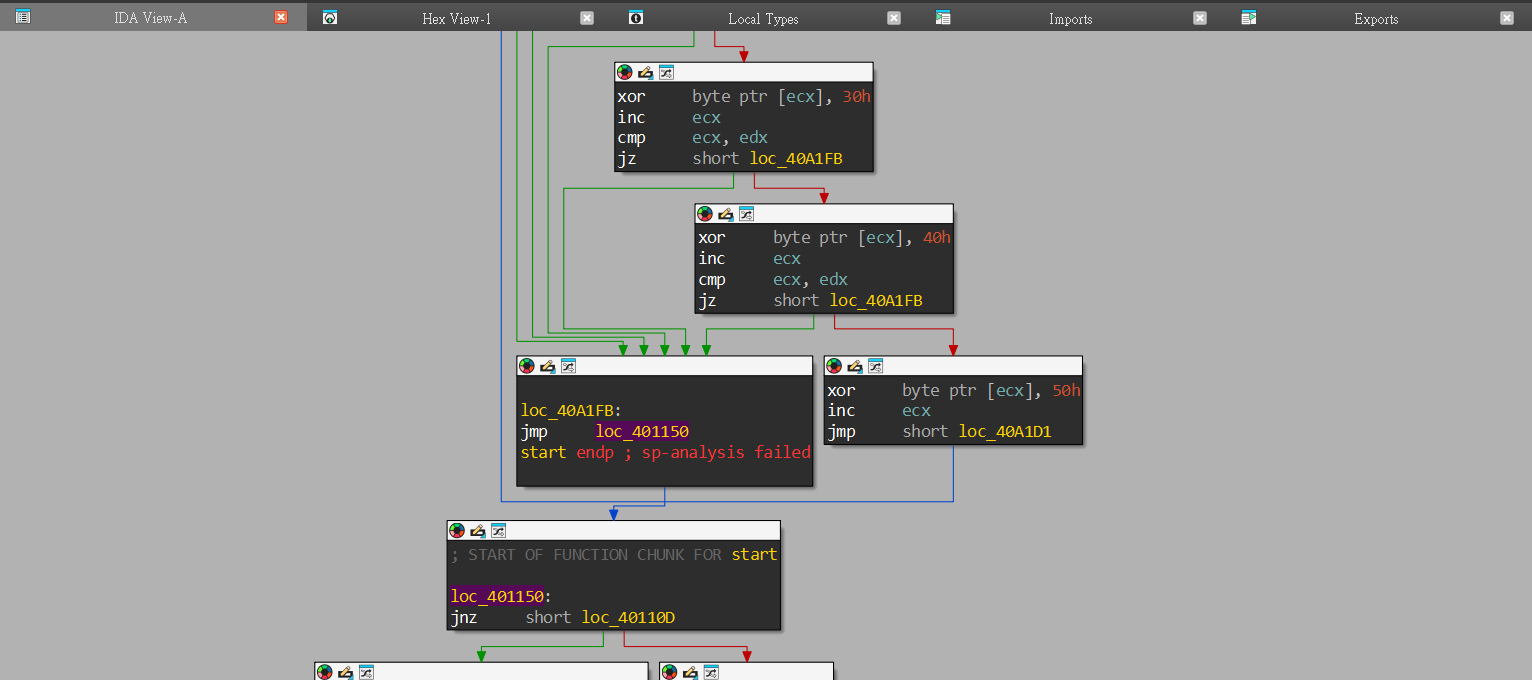 IDA View-A Hex View-1 Local Types Imports Exports
xor byte ptr [ecx], 30h
inc ecx
cmp ecx, edx
jz short loc_40A1FB
xor byte ptr [ecx], 40h
inc ecx
cmp ecx, edx
jz short loc_40A1FB
loc_40A1FB:
jmp loc_401150
start endp ; sp-analysis failed
xor byte ptr [ecx], 50h
inc ecx
jmp short loc_40A1D1
; START OF FUNCTION CHUNK FOR start
loc_401150:
jnz short loc_40110D